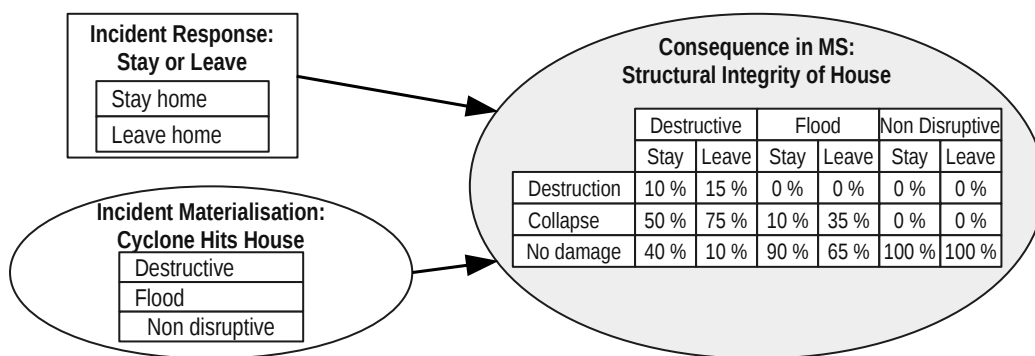 Incident Response:
Stay or Leave
Stay home
Leave home
Incident Materialisation:
Cyclone Hits House
Destructive
Flood
Non disruptive
Consequence in MS:
Structural Integrity of House
Destructive Flood Non Disruptive
Stay Leave Stay Leave Stay Leave
Destruction 10 % 15 % 0 % 0 % 0 % 0 %
Collapse 50 % 75 % 10 % 35 % 0 % 0 %
No damage 40 % 10 % 90 % 65 % 100 % 100 %